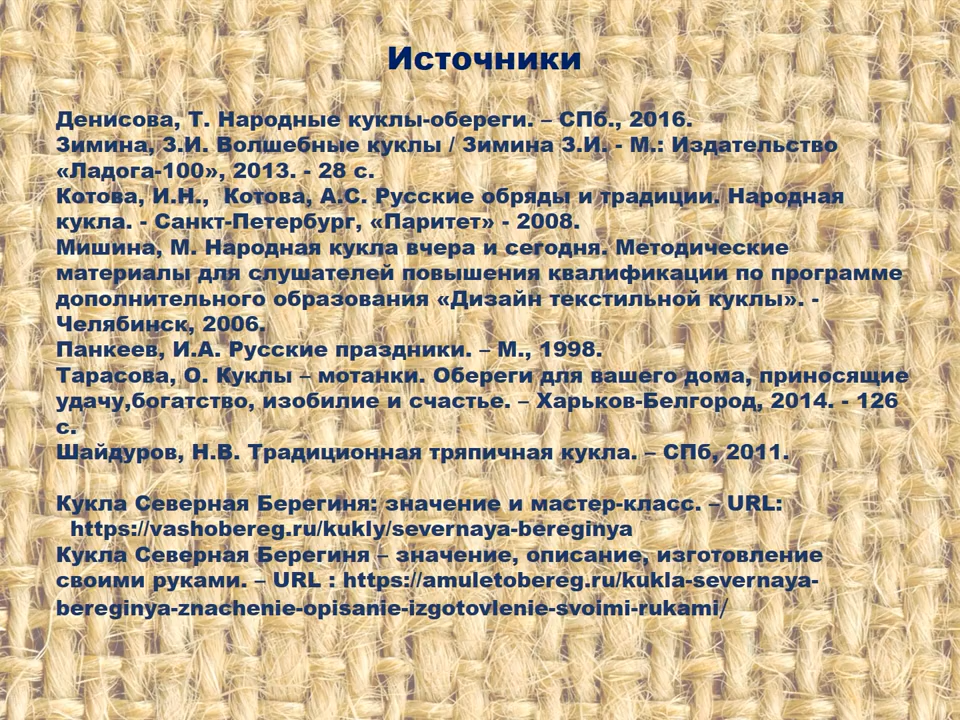 Источники
Денисова, Т. Народные куклы-обереги. – СПб., 2016.
Зимина, З.И. Волшебные куклы / Зимина З.И. - М.: Издательство
«Ладога-100», 2013. - 28 с.
Котова, И.Н.,  Котова, А.С. Русские обряды и традиции. Народная
кукла. - Санкт-Петербург, «Паритет» - 2008.
Мишина, М. Народная кукла вчера и сегодня. Методические
материалы для слушателей повышения квалификации по программе
дополнительного образования «Дизайн текстильной куклы». -
Челябинск, 2006.
Панкеев, И.А. Русские праздники. – М., 1998.
Тарасова, О. Куклы – мотанки. Обереги для вашего дома, приносящие
удачу,богатство, изобилие и счастье. – Харьков-Белгород, 2014. - 126
с.
Шайдуров, Н.В. Традиционная тряпичная кукла. – СПб, 2011.
Кукла Северная Берегиня: значение и мастер-класс. – URL:
https://vashobereg.ru/kukly/severnaya-bereginya
Кукла Северная Берегиня – значение, описание, изготовление
своими руками. – URL : https://amuletobereg.ru/kukla-severnaya-
bereginya-znachenie-opisanie-izgotovlenie-svoimi-rukami/